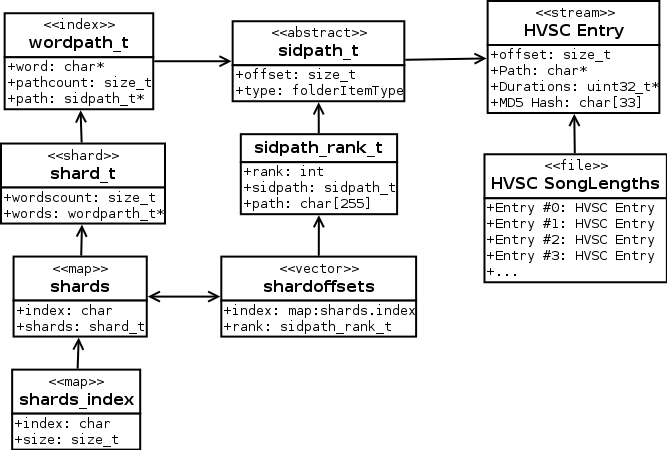 <<index>>
wordpath_t
+word: char*
+pathcount: size_t
+path: sidpath_t*
<<abstract>>
sidpath_t
+offset: size_t
+type: folderItemType
<<stream>>
HVSC Entry
+offset: size_t
+Path: char*
+Durations: uint32_t*
+MD5 Hash: char[33]
<<shard>>
shard_t
+wordscount: size_t
+words: wordparth_t*
sidpath_rank_t
+rank: int
+sidpath: sidpath_t
+path: char[255]
<<file>>
HVSC SongLengths
+Entry #0: HVSC Entry
+Entry #1: HVSC Entry
+Entry #2: HVSC Entry
+Entry #3: HVSC Entry
+...
<<map>>
shards
+index: char
+shards: shard_t
<<vector>>
shardoffsets
+index: map:shards.index
+rank: sidpath_rank_t
<<map>>
shards_index
+index: char
+size: size_t